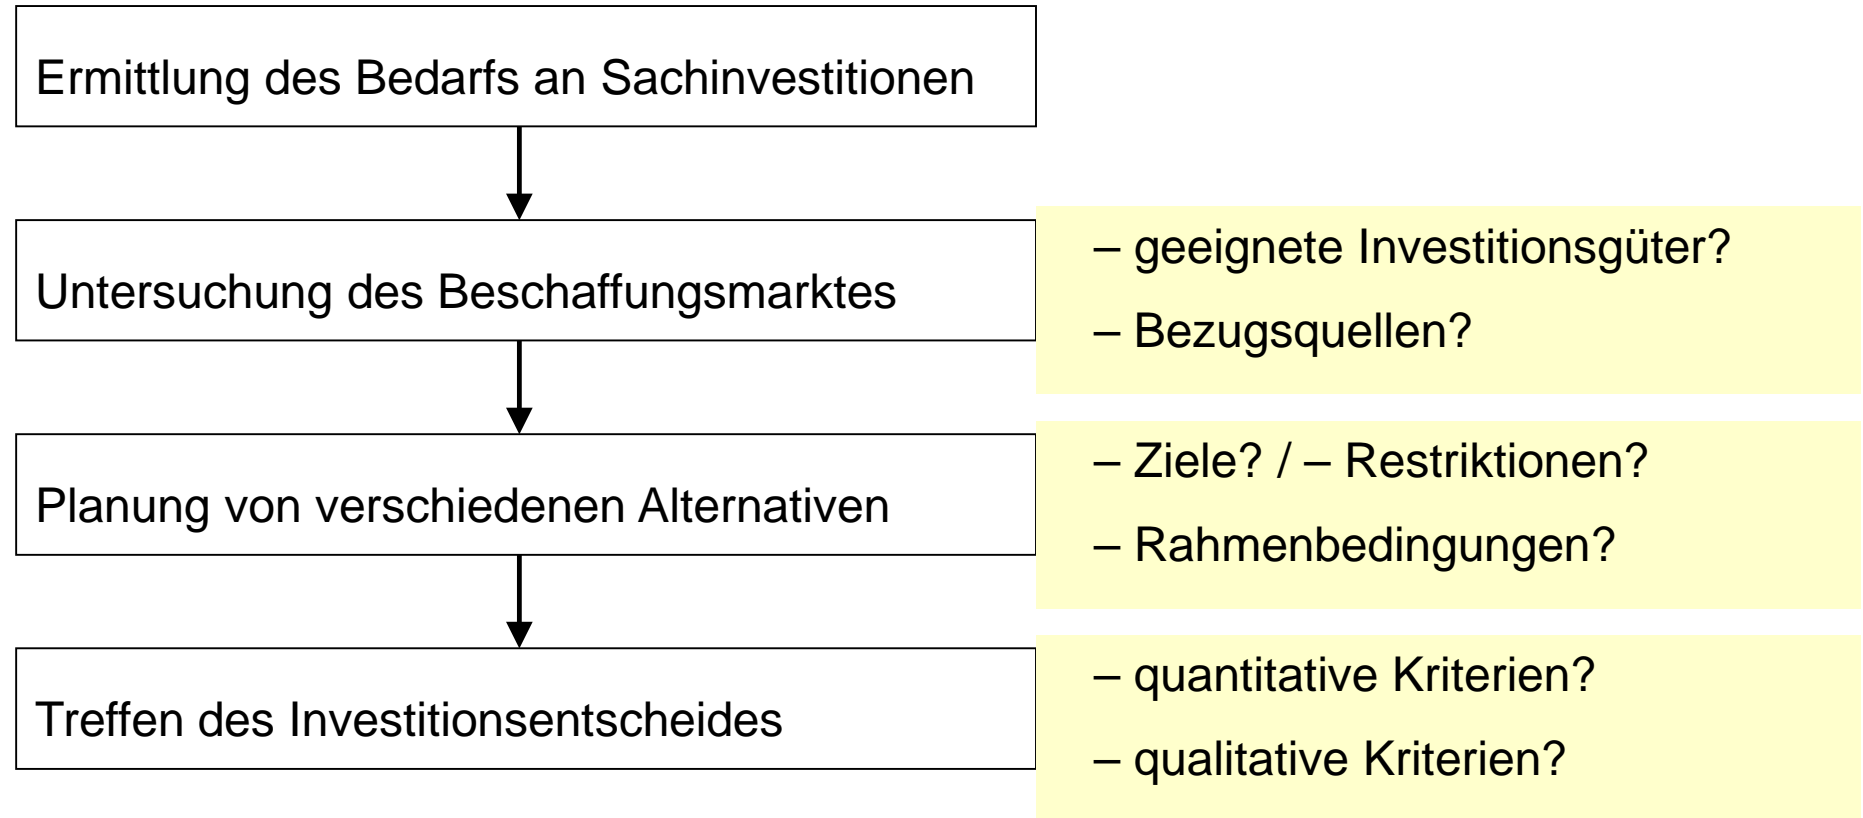 Ermittlung des Bedarfs an Sachinvestitionen
Untersuchung des Beschaffungsmarktes
– geeignete Investitionsgüter?
– Bezugsquellen?
Planung von verschiedenen Alternativen
– Ziele? / – Restriktionen?
– Rahmenbedingungen?
Treffen des Investitionsentscheides
– quantitative Kriterien?
– qualitative Kriterien?